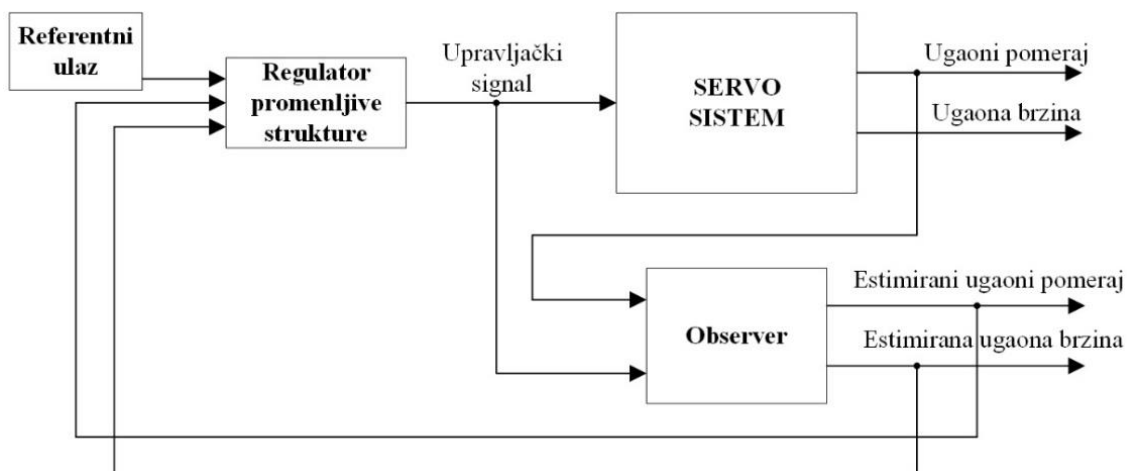 Referentni
ulaz
Regulator
promenljive
strukture
Upravljački
signal
SERVO
SISTEM
Ugaoni pomeraj
Ugaona brzina
Observer
Estimirani ugaoni pomeraj
Estimirana ugaona brzina